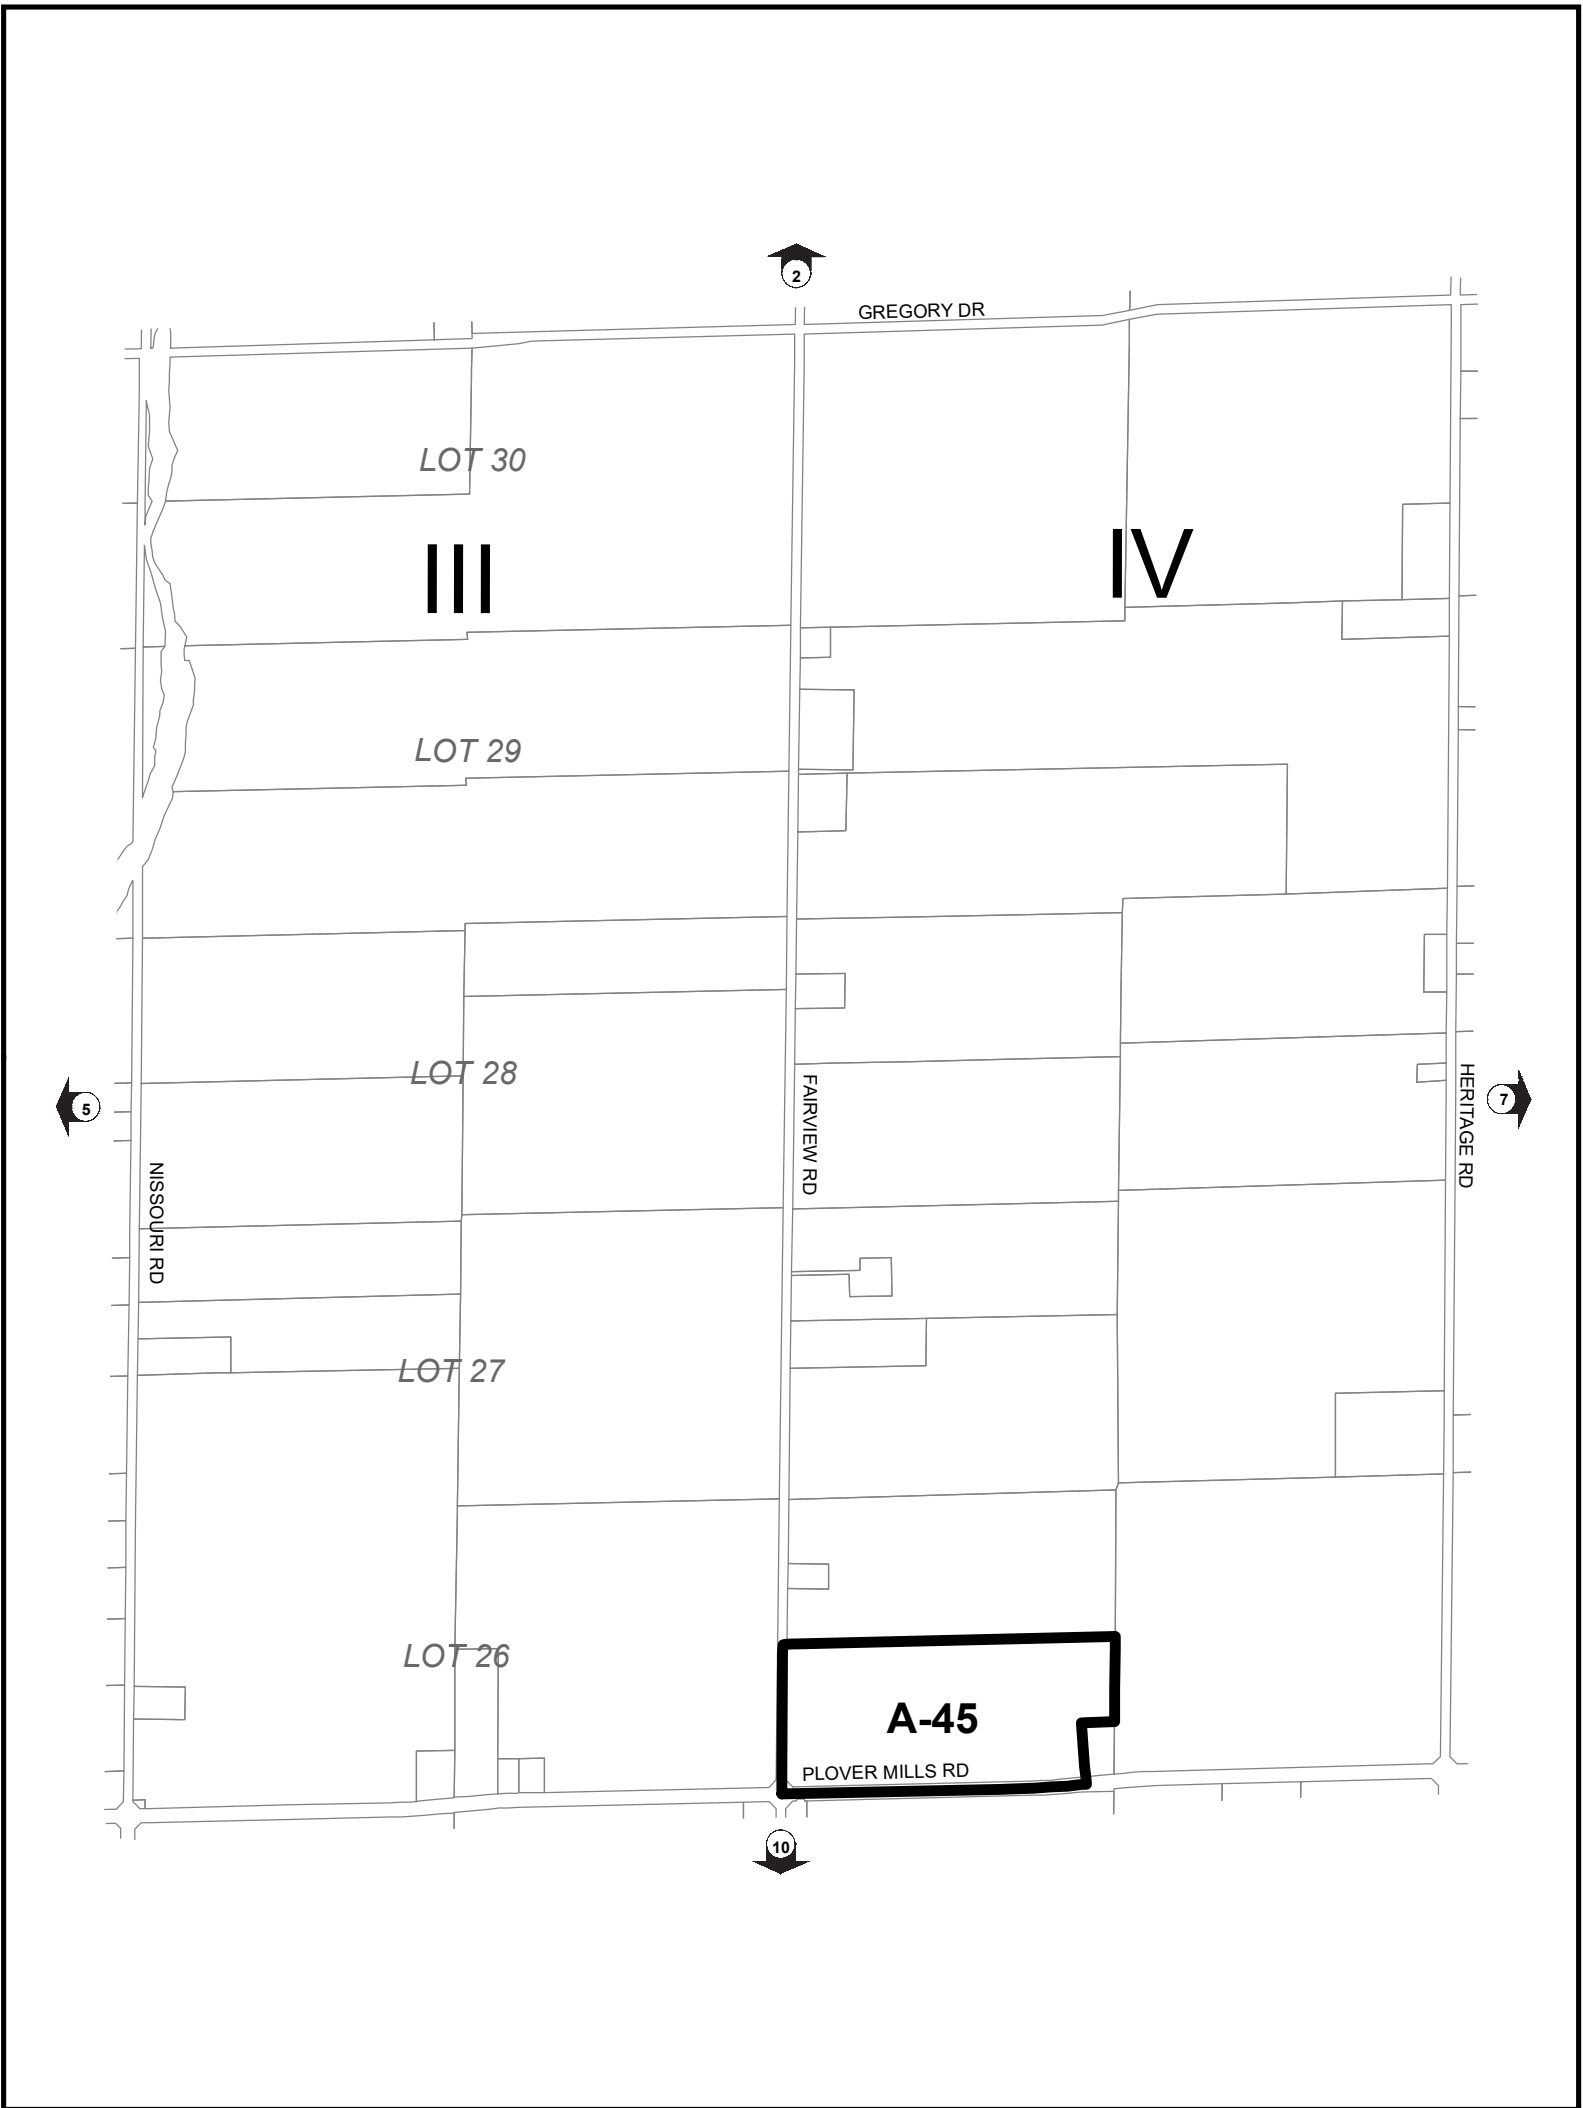 2
GREGORY DR
LOT 30
III
IV
LOT 29
LOT 28
FAIRVIEW RD
HERITAGE RD
5
7
NISSOURI RD
LOT 27
LOT 26
A-45
PLOVER MILLS RD
10